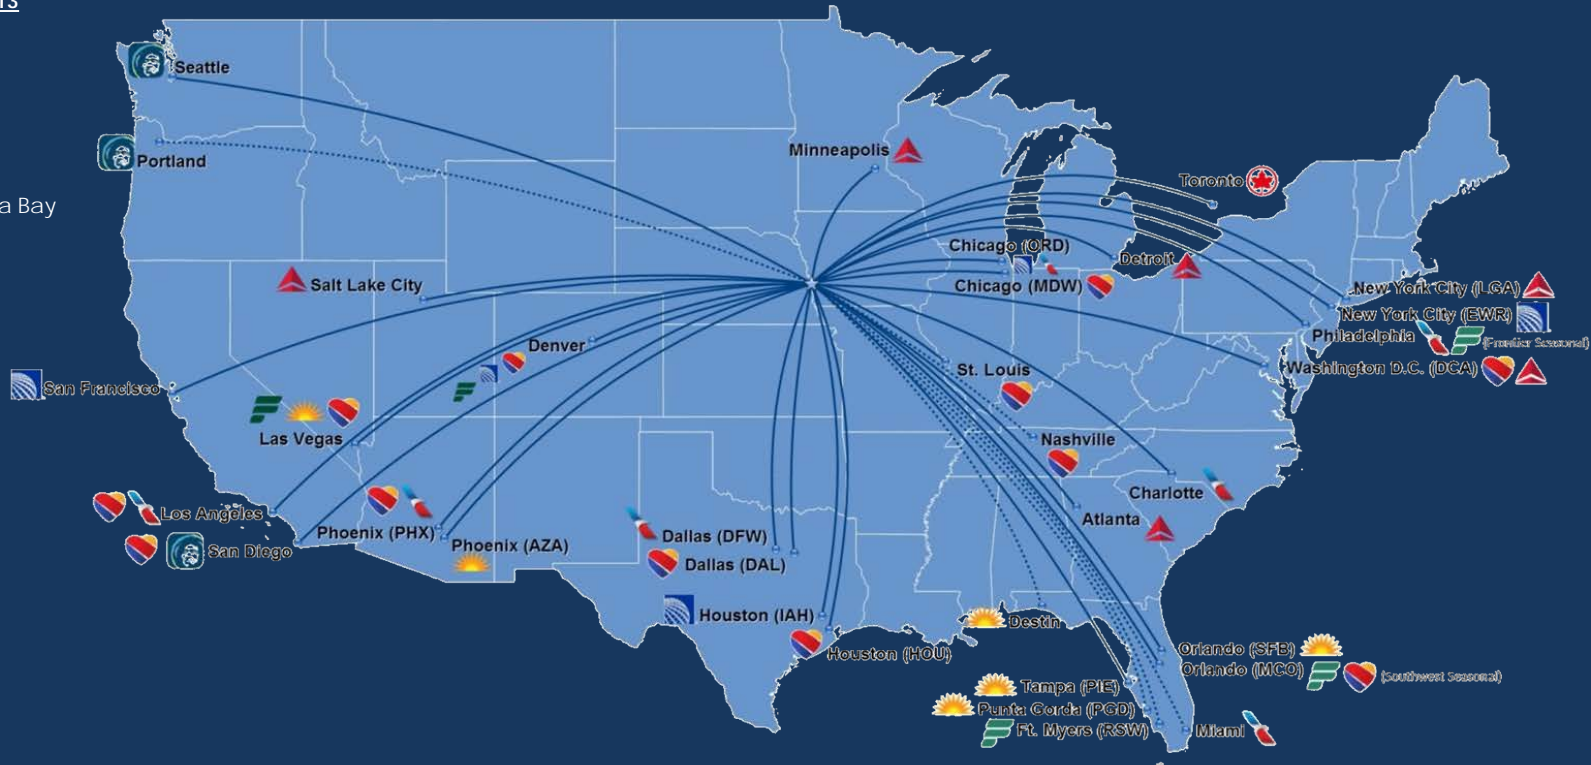 a Bay
Seattle
Portland
Minneapolis
Toronto
Chicago (ORD)
Detroit
Chicago (MDW)
Salt Lake City
New York City (LGA)
New York City (EWR)
Philadelphia
(Frontier Seasonal)
Washington D.C. (DCA)
Denver
St. Louis
San Francisco
Las Vegas
Nashville
Charlotte
Los Angeles
Atlanta
Phoenix (PHX)
Phoenix (AZA)
San Diego
Dallas (DFW)
Dallas (DAL)
Houston (IAH)
Houston (HOU)
Destin
Orlando (SFB)
Orlando (MCO)
(Southwest Seasonal)
Tampa (PIE)
Punta Gorda (PGD)
Ft. Myers (RSW)
Miami